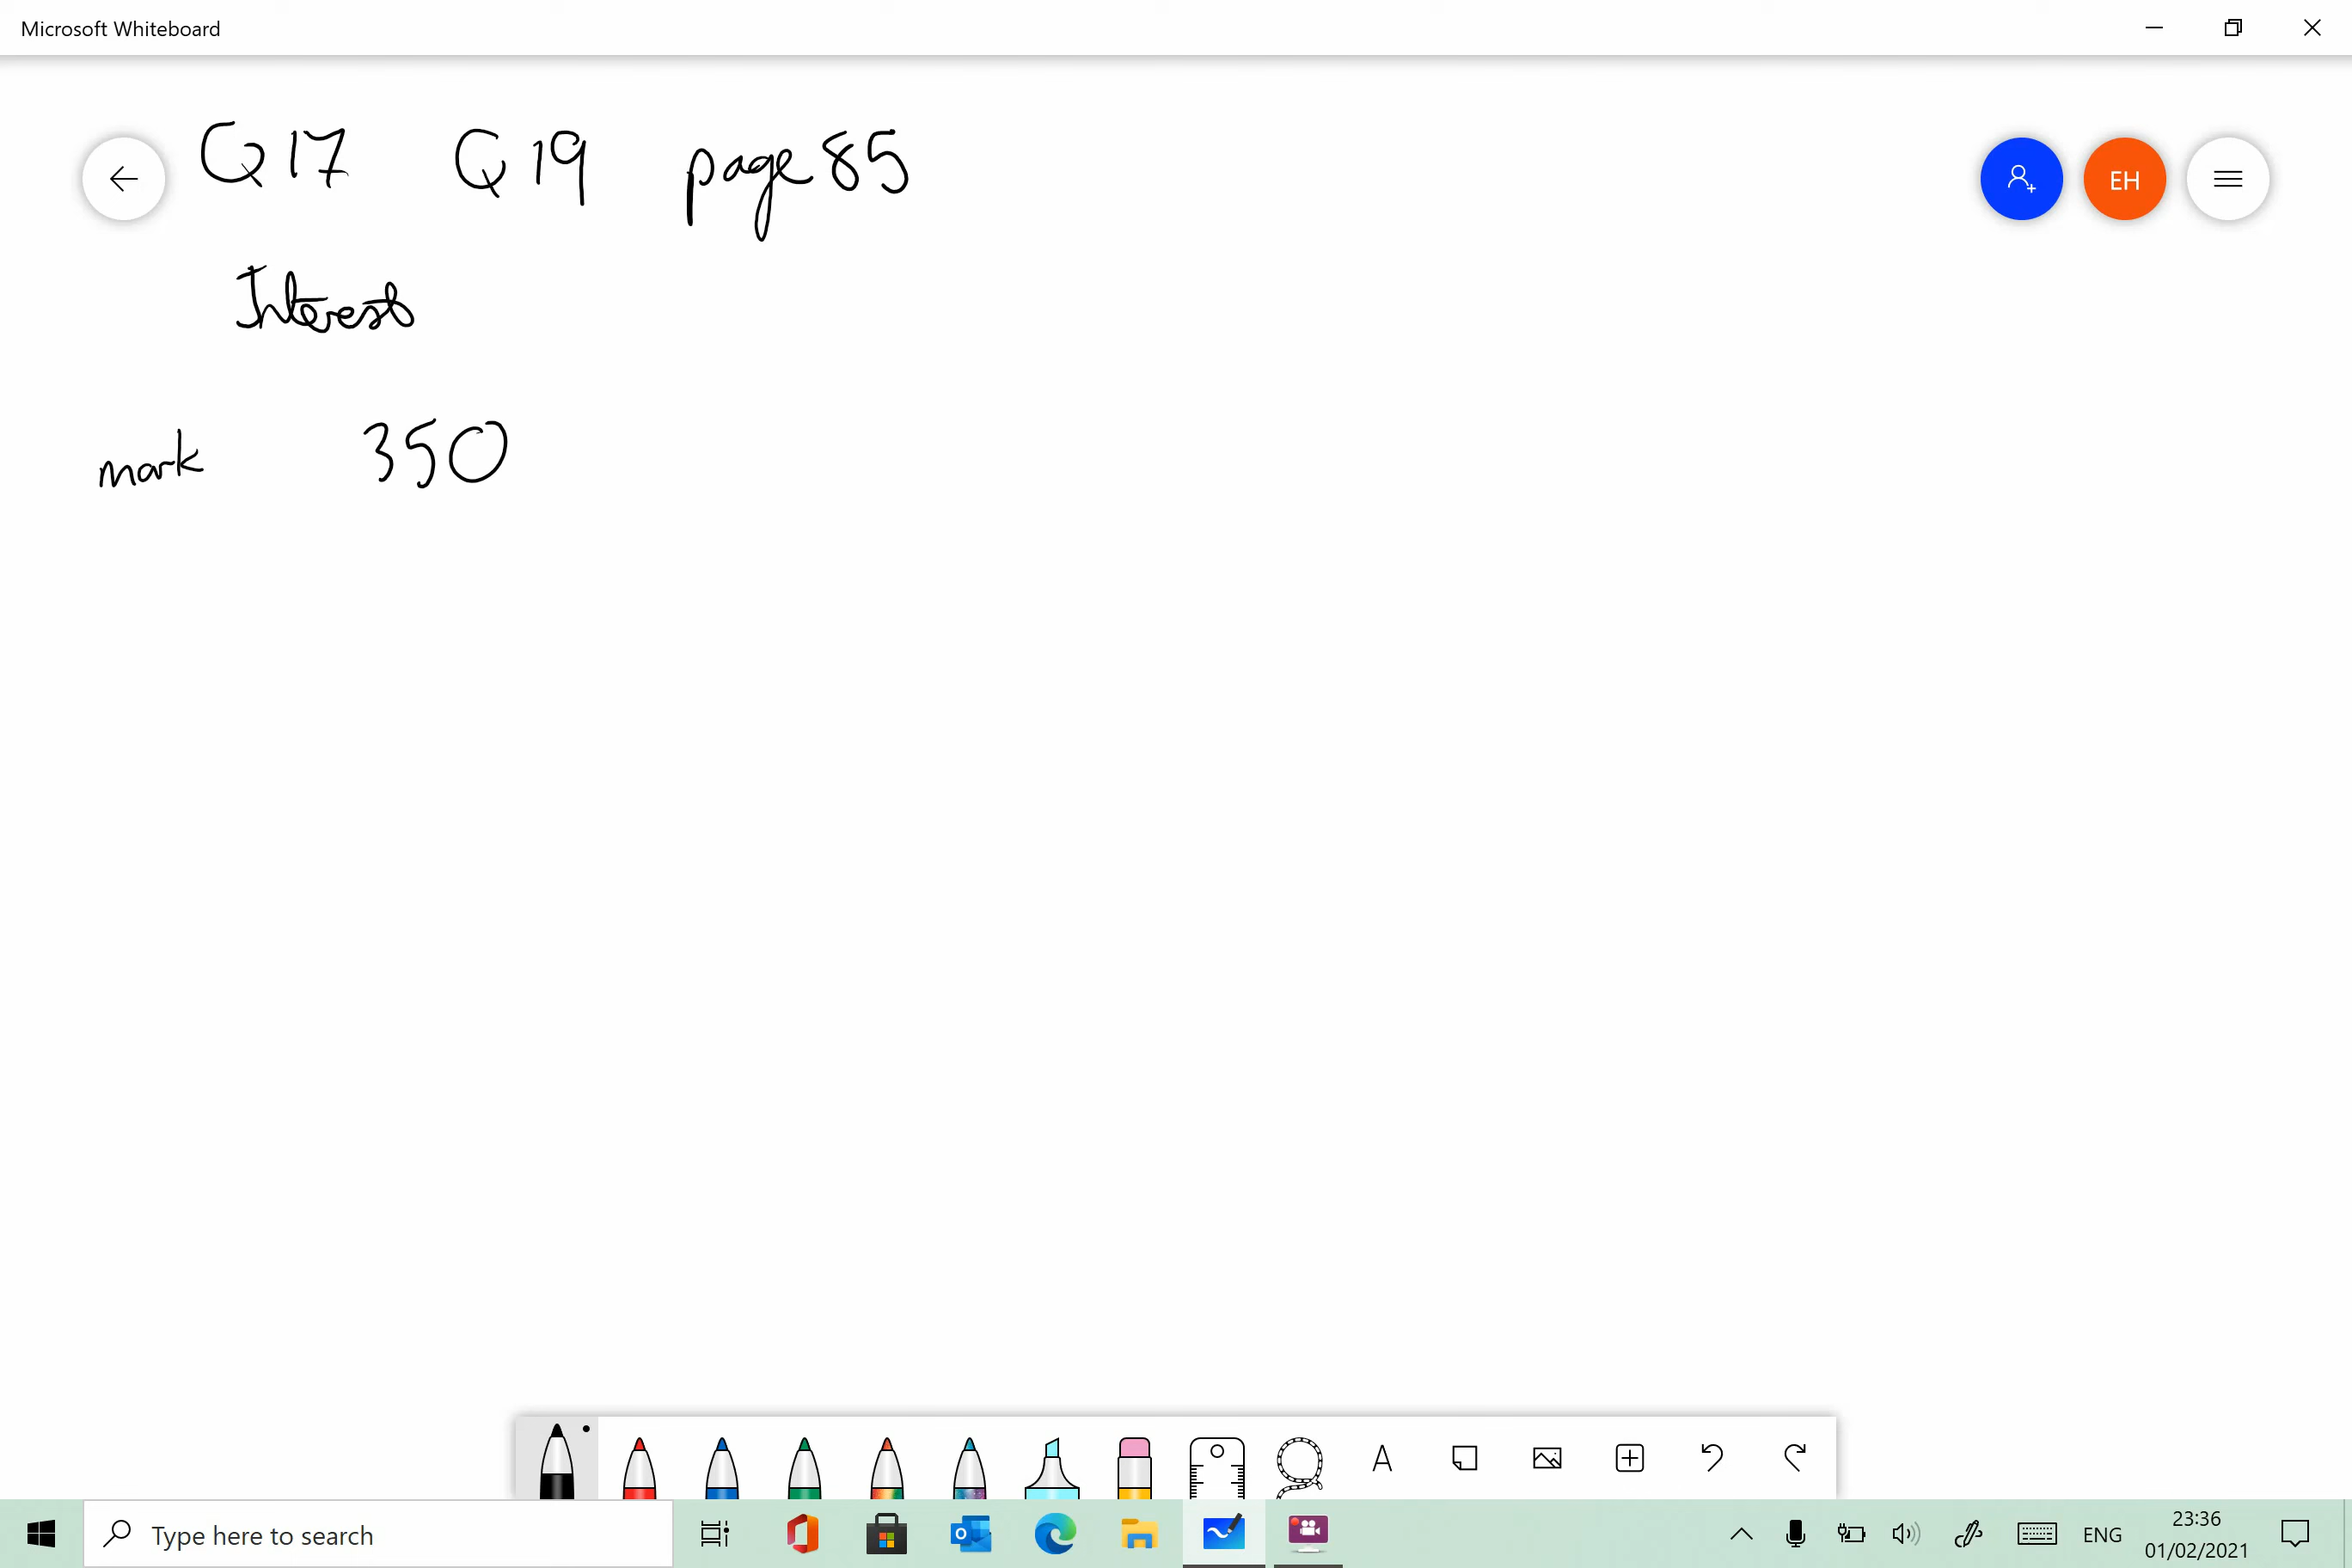 Microsoft Whiteboard
Q17 Q19 page 85
EH
Interest
mark 350
A
Type here to search
ENG
23:36
01/02/2021